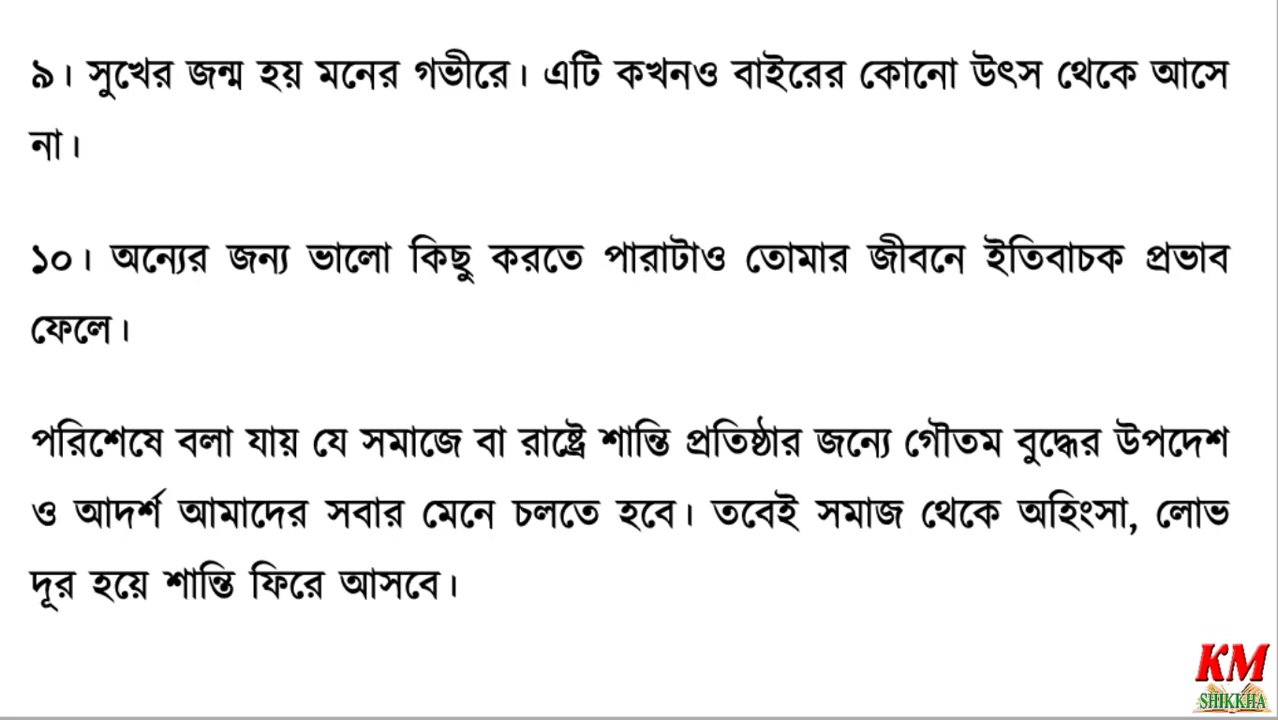 ৯। সুখের জন্ম হয় মনের গভীরে। এটি কখনও বাইরের কোনো উৎস থেকে আসে
না।
১০। অন্যের জন্য ভালো কিছু করতে পারাটাও তোমার জীবনে ইতিবাচক প্রভাব
ফেলে।
পরিশেষে বলা যায় যে সমাজে বা রাষ্ট্রে শান্তি প্রতিষ্ঠার জন্যে গৌতম বুদ্ধের উপদেশ
ও আদর্শ আমাদের সবার মেনে চলতে হবে। তবেই সমাজ থেকে অহিংসা, লোভ
দূর হয়ে শান্তি ফিরে আসবে।
KM
SHIKKHA